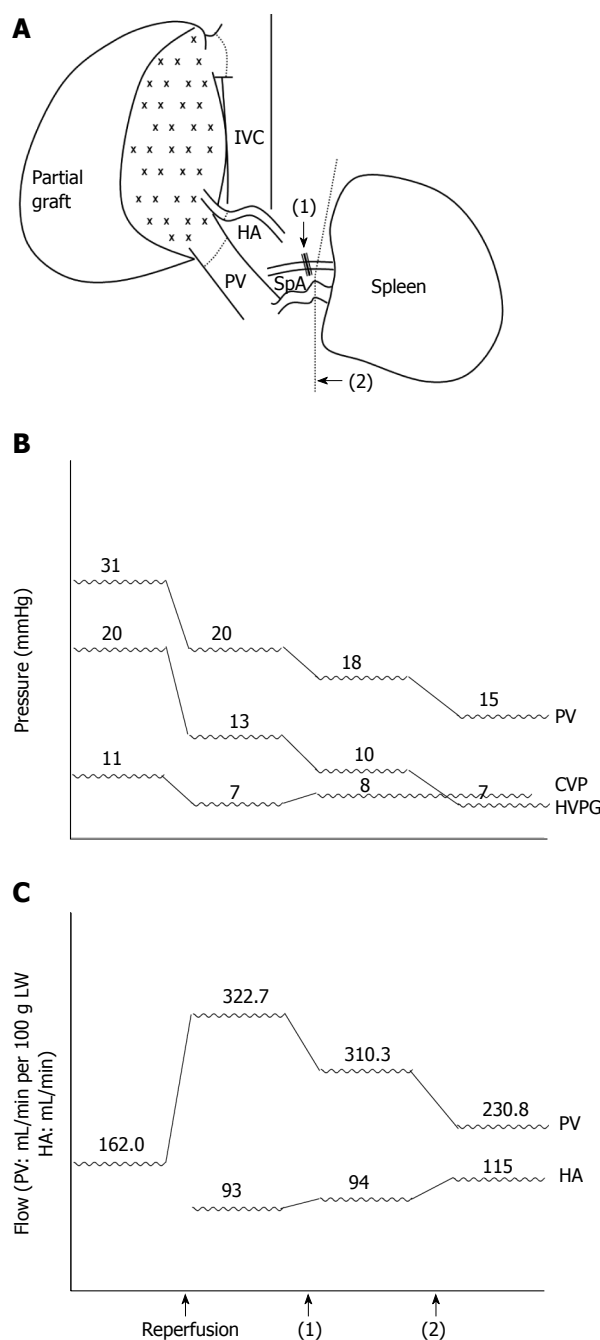 A
Partial
graft
IVC
HA
PV
(1)
SpA
Spleen
(2)
B
Pressure (mmHg)
31
20
20
18
15
PV
13
10
11
7
8
7
CVP
HVPG
C
Flow (PV: mL/min per 100 g LW
HA: mL/min)
322.7
310.3
230.8
PV
162.0
93
94
115
HA
Reperfusion
(1)
(2)